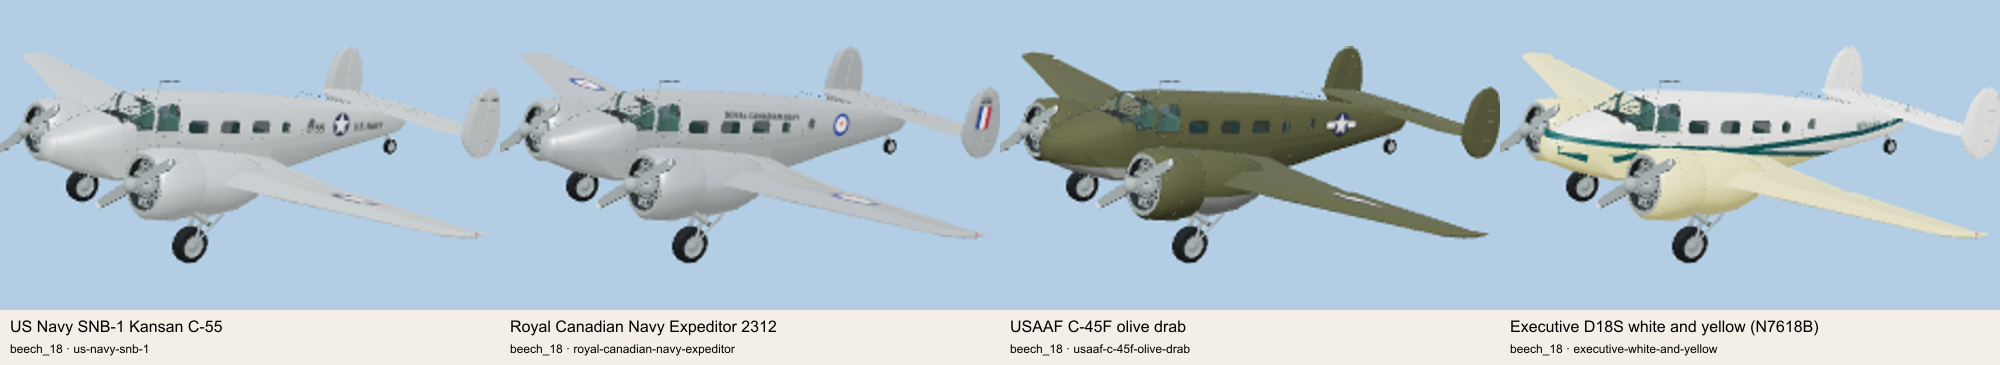 55
U.S. NAVY
ROYAL CANADIAN NAVY
US Navy SNB-1 Kansan C-55
beech_18 · us-navy-snb-1
Royal Canadian Navy Expeditor 2312
beech_18 · royal-canadian-navy-expeditor
USAAF C-45F olive drab
beech_18 · usaaf-c-45f-olive-drab
Executive D18S white and yellow (N7618B)
beech_18 · executive-white-and-yellow